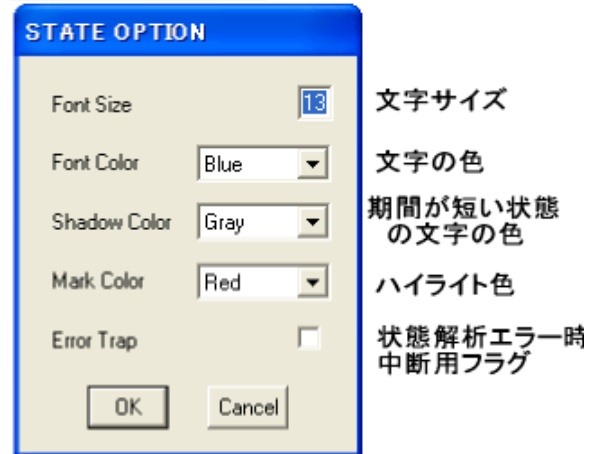 STATE OPTION
Font Size 13 文字サイズ
Font Color Blue 文字の色
Shadow Color Gray 期間が短い状態
の文字の色
Mark Color Red ハイライト色
Error Trap 状態解析エラー時
中断用フラグ
OK Cancel